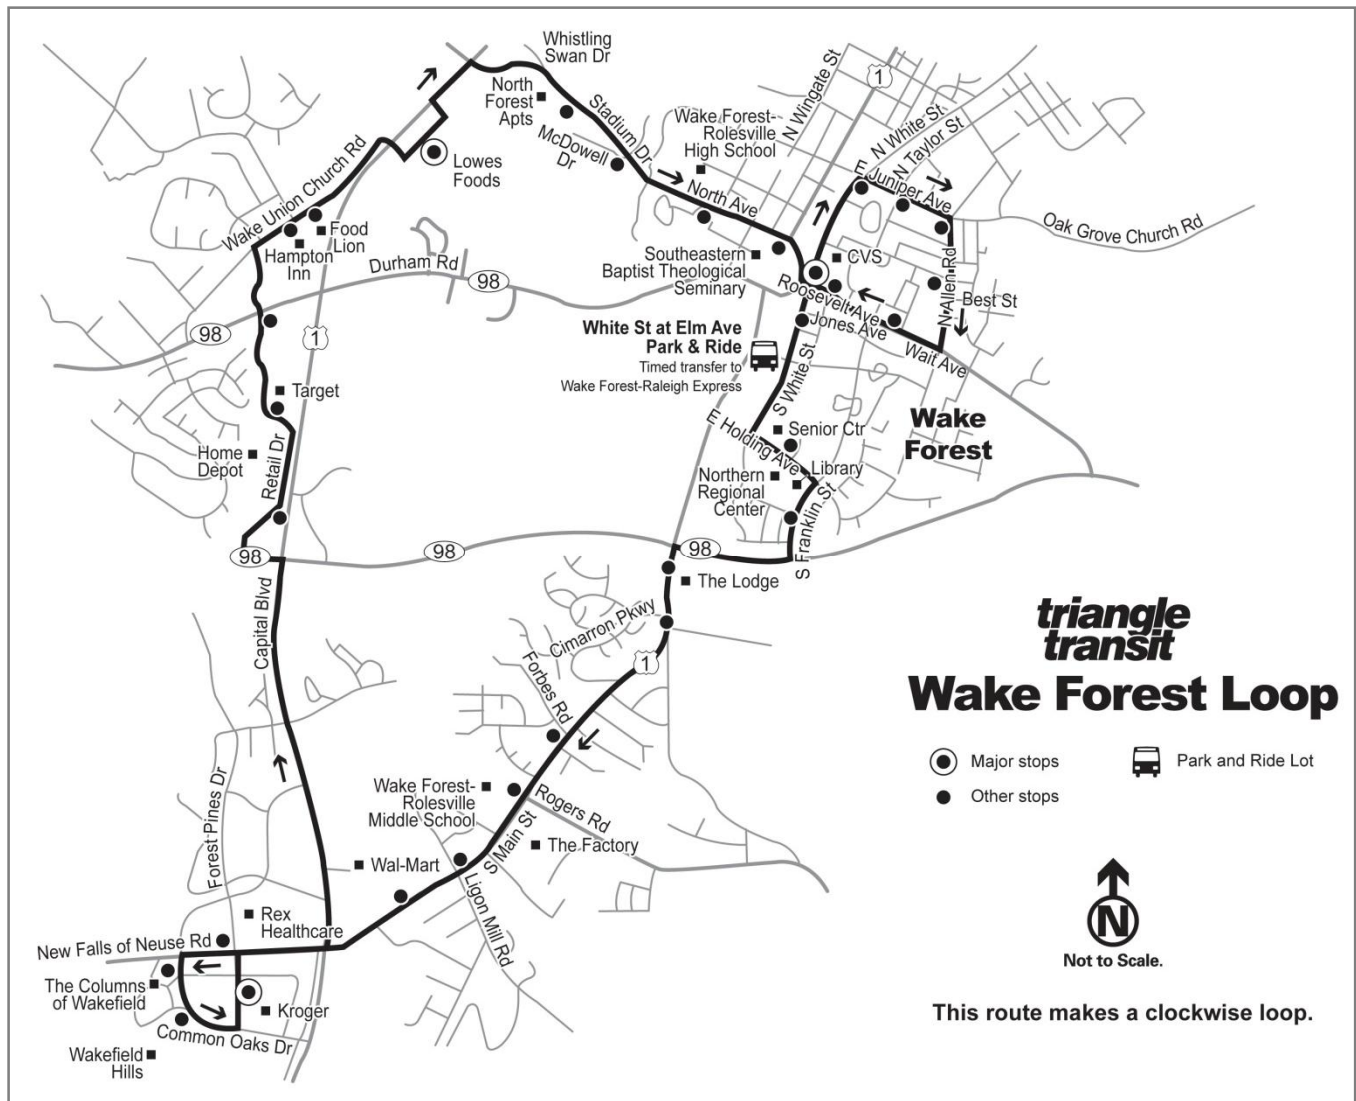 Whistling
Swan Dr
North
Forest
Apts
Stadium Dr
McDowell
Dr
Wake Forest-
Rolesville
High School
N Wingate St
1
N White St
N Taylor St
E Juniper Ave
Oak Grove Church Rd
Wake Union Church Rd
Lowes
Foods
North Ave
Food
Lion
Hampton
Inn
Durham Rd
98
Southeastern
Baptist Theological
Seminary
CVS
Roosevelt Ave
N Allen Rd
Best St
Jones Ave
Wait Ave
98
1
White St at Elm Ave
Park & Ride
Timed transfer to
Wake Forest-Raleigh Express
S White St
Target
Wake
Forest
E Holding Ave
Senior Ctr
Home
Depot
Retail Dr
Northern
Regional
Center
Library
S Franklin St
98
98
98
The Lodge
Capital Blvd
Cimarron Pkwy
1
Forbes Rd
triangle
transit
Wake Forest Loop
Major stops
Park and Ride Lot
Other stops
Forest Pines Dr
Wake Forest-
Rolesville
Middle School
Rogers Rd
S Main St
The Factory
Wal-Mart
Ligon Mill Rd
Rex
Healthcare
New Falls of Neuse Rd
The Columns
of Wakefield
Kroger
Common Oaks Dr
Wakefield
Hills
N
Not to Scale.
This route makes a clockwise loop.